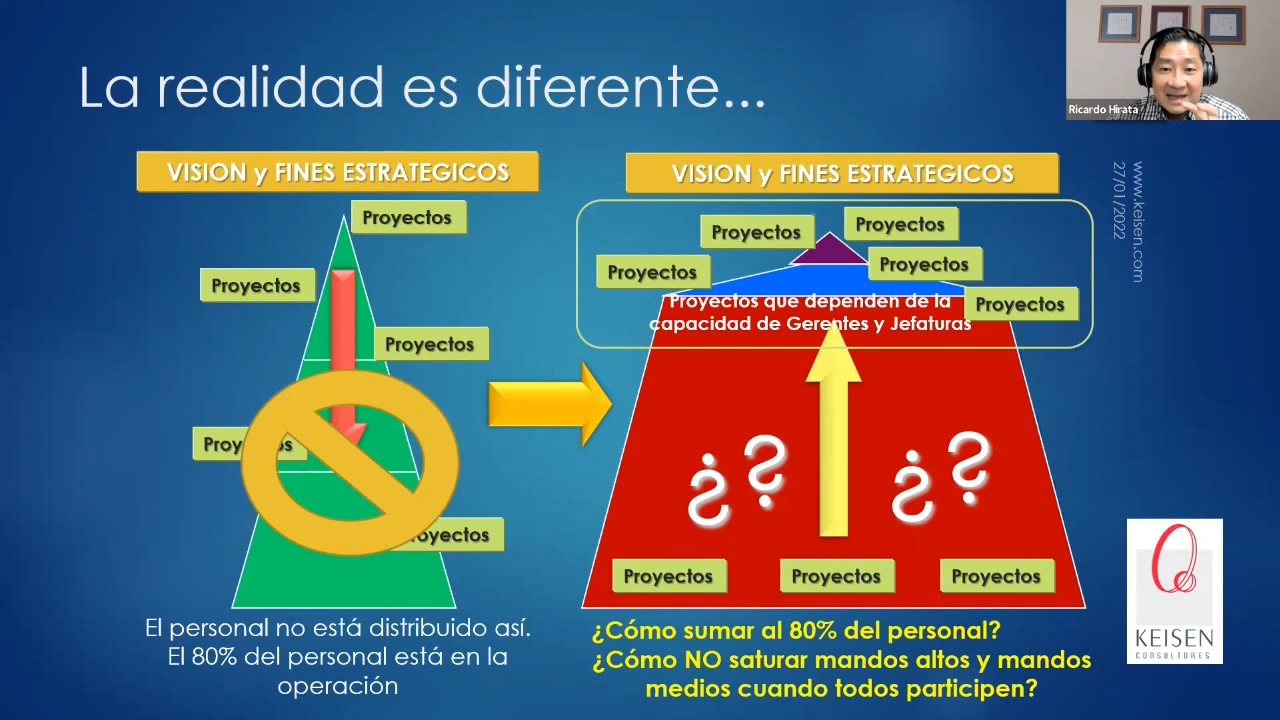 La realidad es diferente...
Ricardo Hirata
www.keisen.com
27/01/2022
VISION y FINES ESTRATEGICOS
Proyectos
Proyectos
Proyectos
Proyectos
Proyectos
El personal no está distribuido así.
El 80% del personal está en la
operación
VISION y FINES ESTRATEGICOS
Proyectos
Proyectos
Proyectos
Proyectos
Proyectos
Proyectos que dependen de la
capacidad de Gerentes y Jefaturas
¿? ¿?
Proyectos
Proyectos
Proyectos
¿Cómo sumar al 80% del personal?
¿Cómo NO saturar mandos altos y mandos
medios cuando todos participen?
KEISEN
CONSULTORES